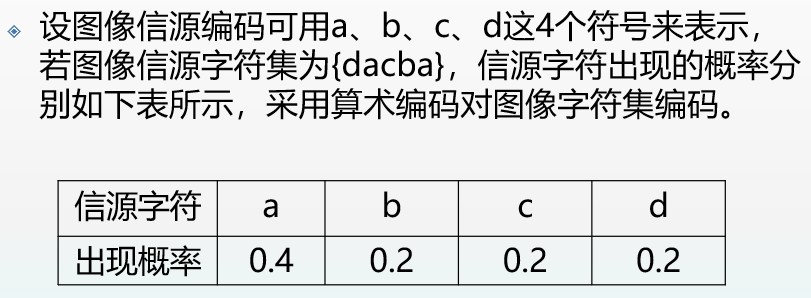 设图像信源编码可用a、b、c、d这4个符号来表示，
若图像信源字符集为{dacba}，信源字符出现的概率分
别如下表所示，采用算术编码对图像字符集编码。
信源字符 a b c d
出现概率 0.4 0.2 0.2 0.2